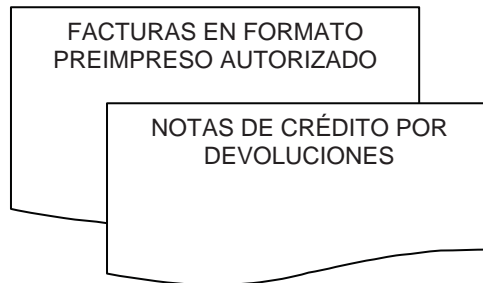 FACTURAS EN FORMATO
PREIMPRESO AUTORIZADO
NOTAS DE CRÉDITO POR
DEVOLUCIONES